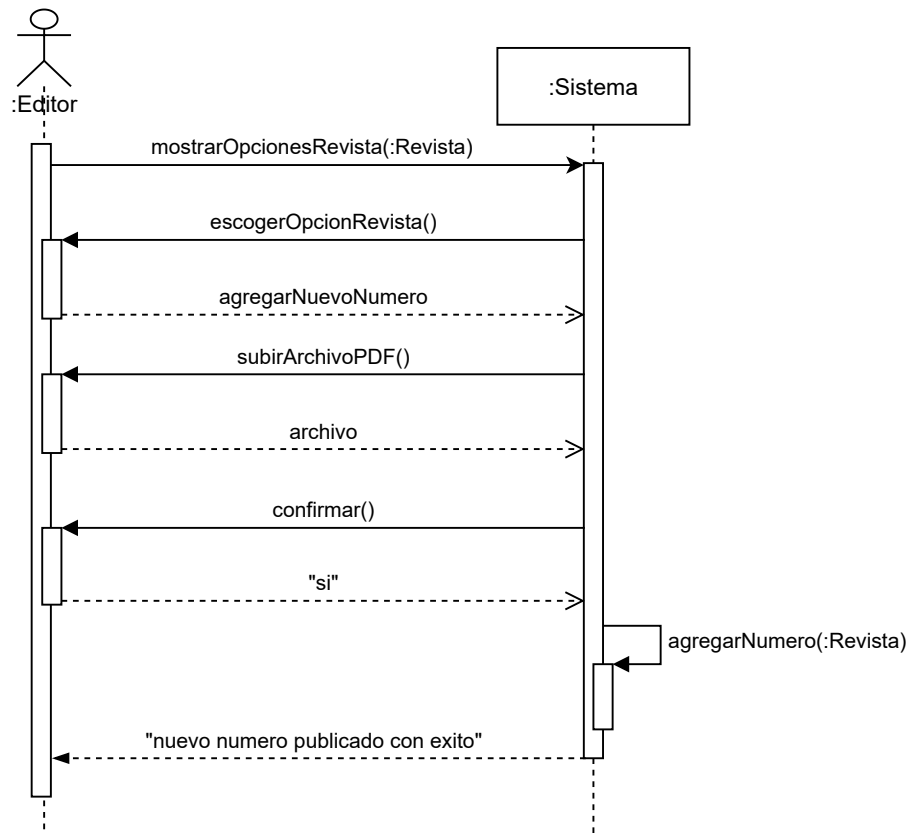 :Editor
:Sistema
mostrarOpcionesRevista(:Revista)
escogerOpcionRevista()
agregarNuevoNumero
subirArchivoPDF()
archivo
confirmar()
"si"
agregarNumero(:Revista)
"nuevo numero publicado con exito"